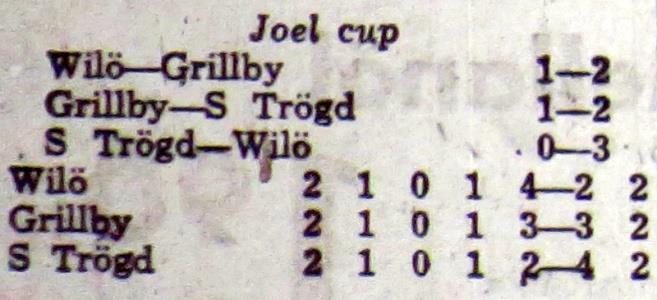 Joel cup
Wilö—Grillby 1—2
Grillby—S Trögd 1—2
S Trögd—Wilö 0—3
Wilö 2 1 0 1 4—2 2
Grillby 2 1 0 1 3—3 2
S Trögd 2 1 0 1 2—4 2